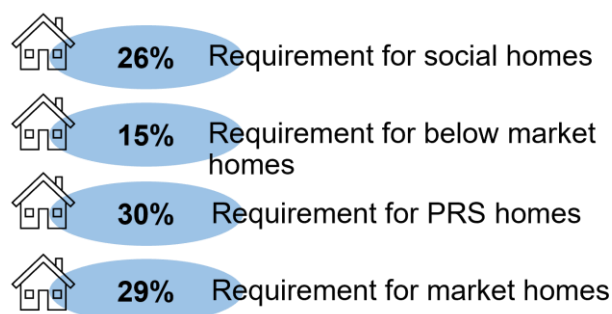 26% Requirement for social homes
15% Requirement for below market
homes
30% Requirement for PRS homes
29% Requirement for market homes